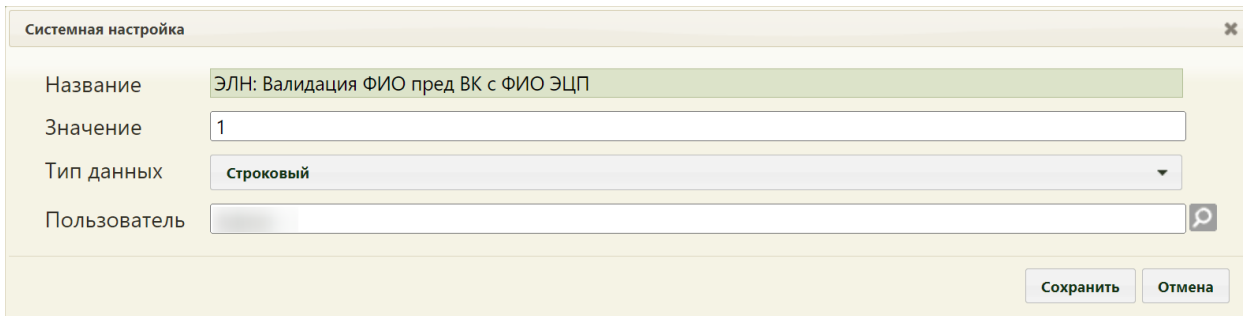 Системная настройка
Название ЭЛН: Валидация ФИО пред ВК с ФИО ЭЦП
Значение 1
Тип данных Строковый
Пользователь
Сохранить Отмена